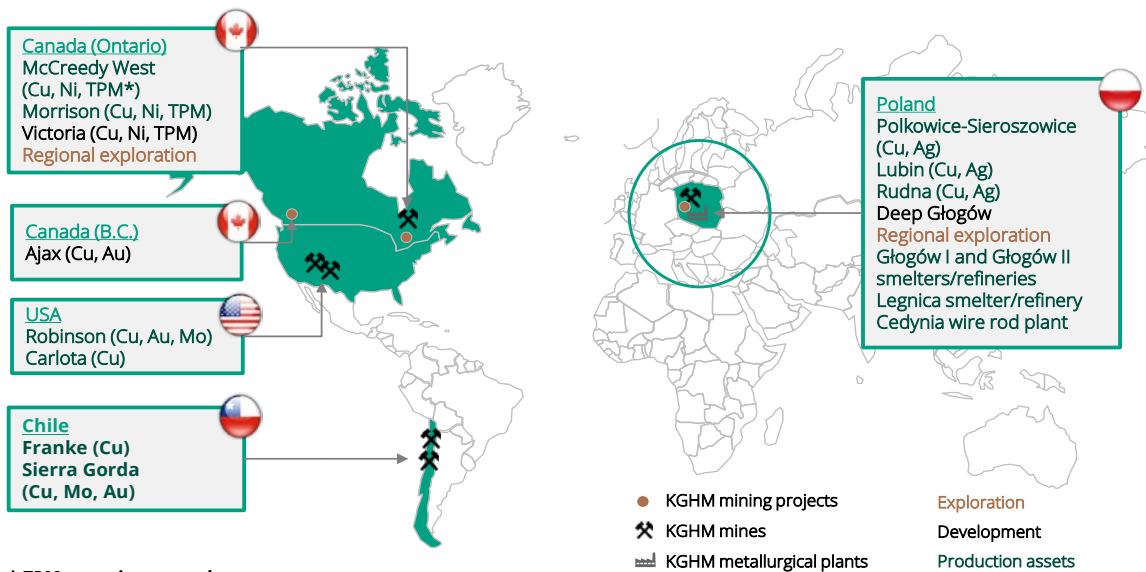 Canada (Ontario)
McCreedy West
(Cu, Ni, TPM*)
Morrison (Cu, Ni, TPM)
Victoria (Cu, Ni, TPM)
Regional exploration
Canada (B.C.)
Ajax (Cu, Au)
USA
Robinson (Cu, Au, Mo)
Carlota (Cu)
Chile
Franke (Cu)
Sierra Gorda
(Cu, Mo, Au)
Poland
Polkowice-Sieroszowice
(Cu, Ag)
Lubin (Cu, Ag)
Rudna (Cu, Ag)
Deep Głogów
Regional exploration
Głogów I and Głogów II
smelters/refineries
Legnica smelter/refinery
Cedynia wire rod plant
KGHM mining projects
KGHM mines
KGHM metallurgical plants
Exploration
Development
Production assets